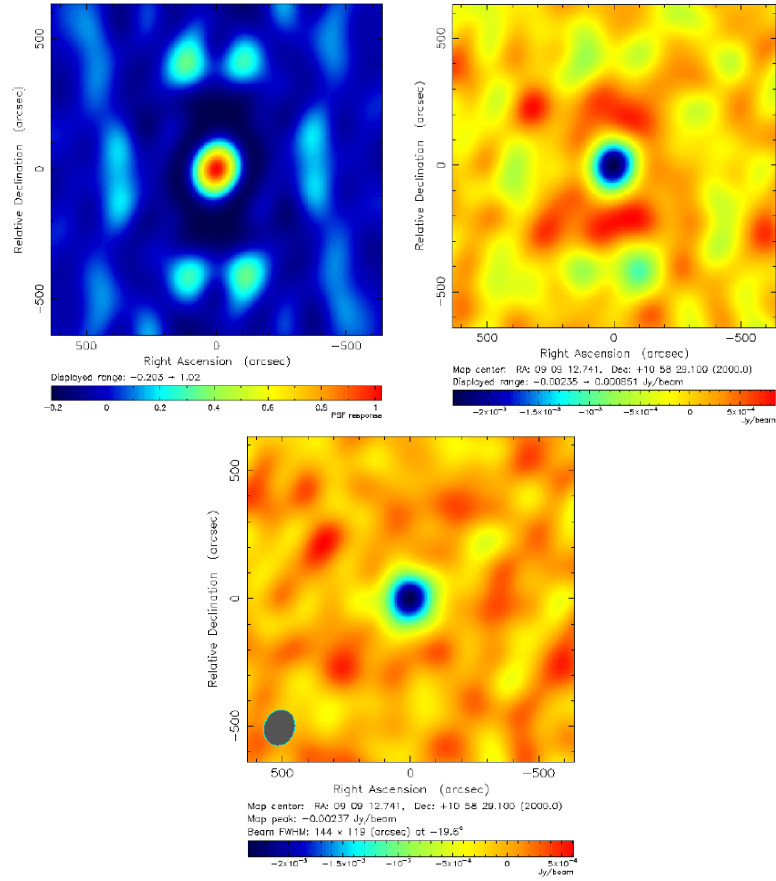 500
0
−500
Relative Declination (arcsec)
500
0
−500
Right Ascension (arcsec)
Displayed range: −0.203 → 1.02
−0.2
0
0.2
0.4
0.6
0.8
1
PSF response
500
0
−500
Relative Declination (arcsec)
500
0
−500
Right Ascension (arcsec)
Map center: RA: 09 09 12.741, Dec: +10 58 29.100 (2000.0)
Displayed range: −0.00235 → 0.000851 Jy/beam
−2×10⁻³
−1.5×10⁻³
−10⁻³
−5×10⁻⁴
0
5×10⁻⁴
Jy/beam
500
0
−500
Relative Declination (arcsec)
500
0
−500
Right Ascension (arcsec)
Map center: RA: 09 09 12.741, Dec: +10 58 29.100 (2000.0)
Map peak: −0.00237 Jy/beam
Beam FWHM: 144 × 119 (arcsec) at −19.6°
−2×10⁻³
−1.5×10⁻³
−10⁻³
−5×10⁻⁴
0
5×10⁻⁴
Jy/beam